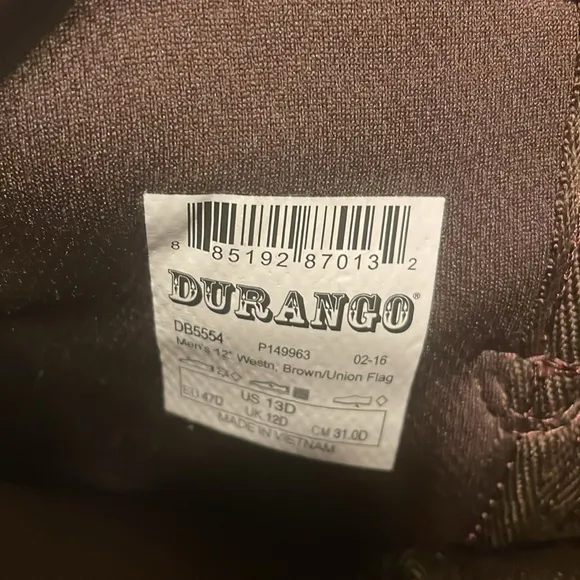 8 85192 87013 2
DURANGO®
DB5554 P149963 02-16
Men's 12" Westn, Brown/Union Flag
EU 47D US 13D UK 12D CM 31.0D
MADE IN VIETNAM